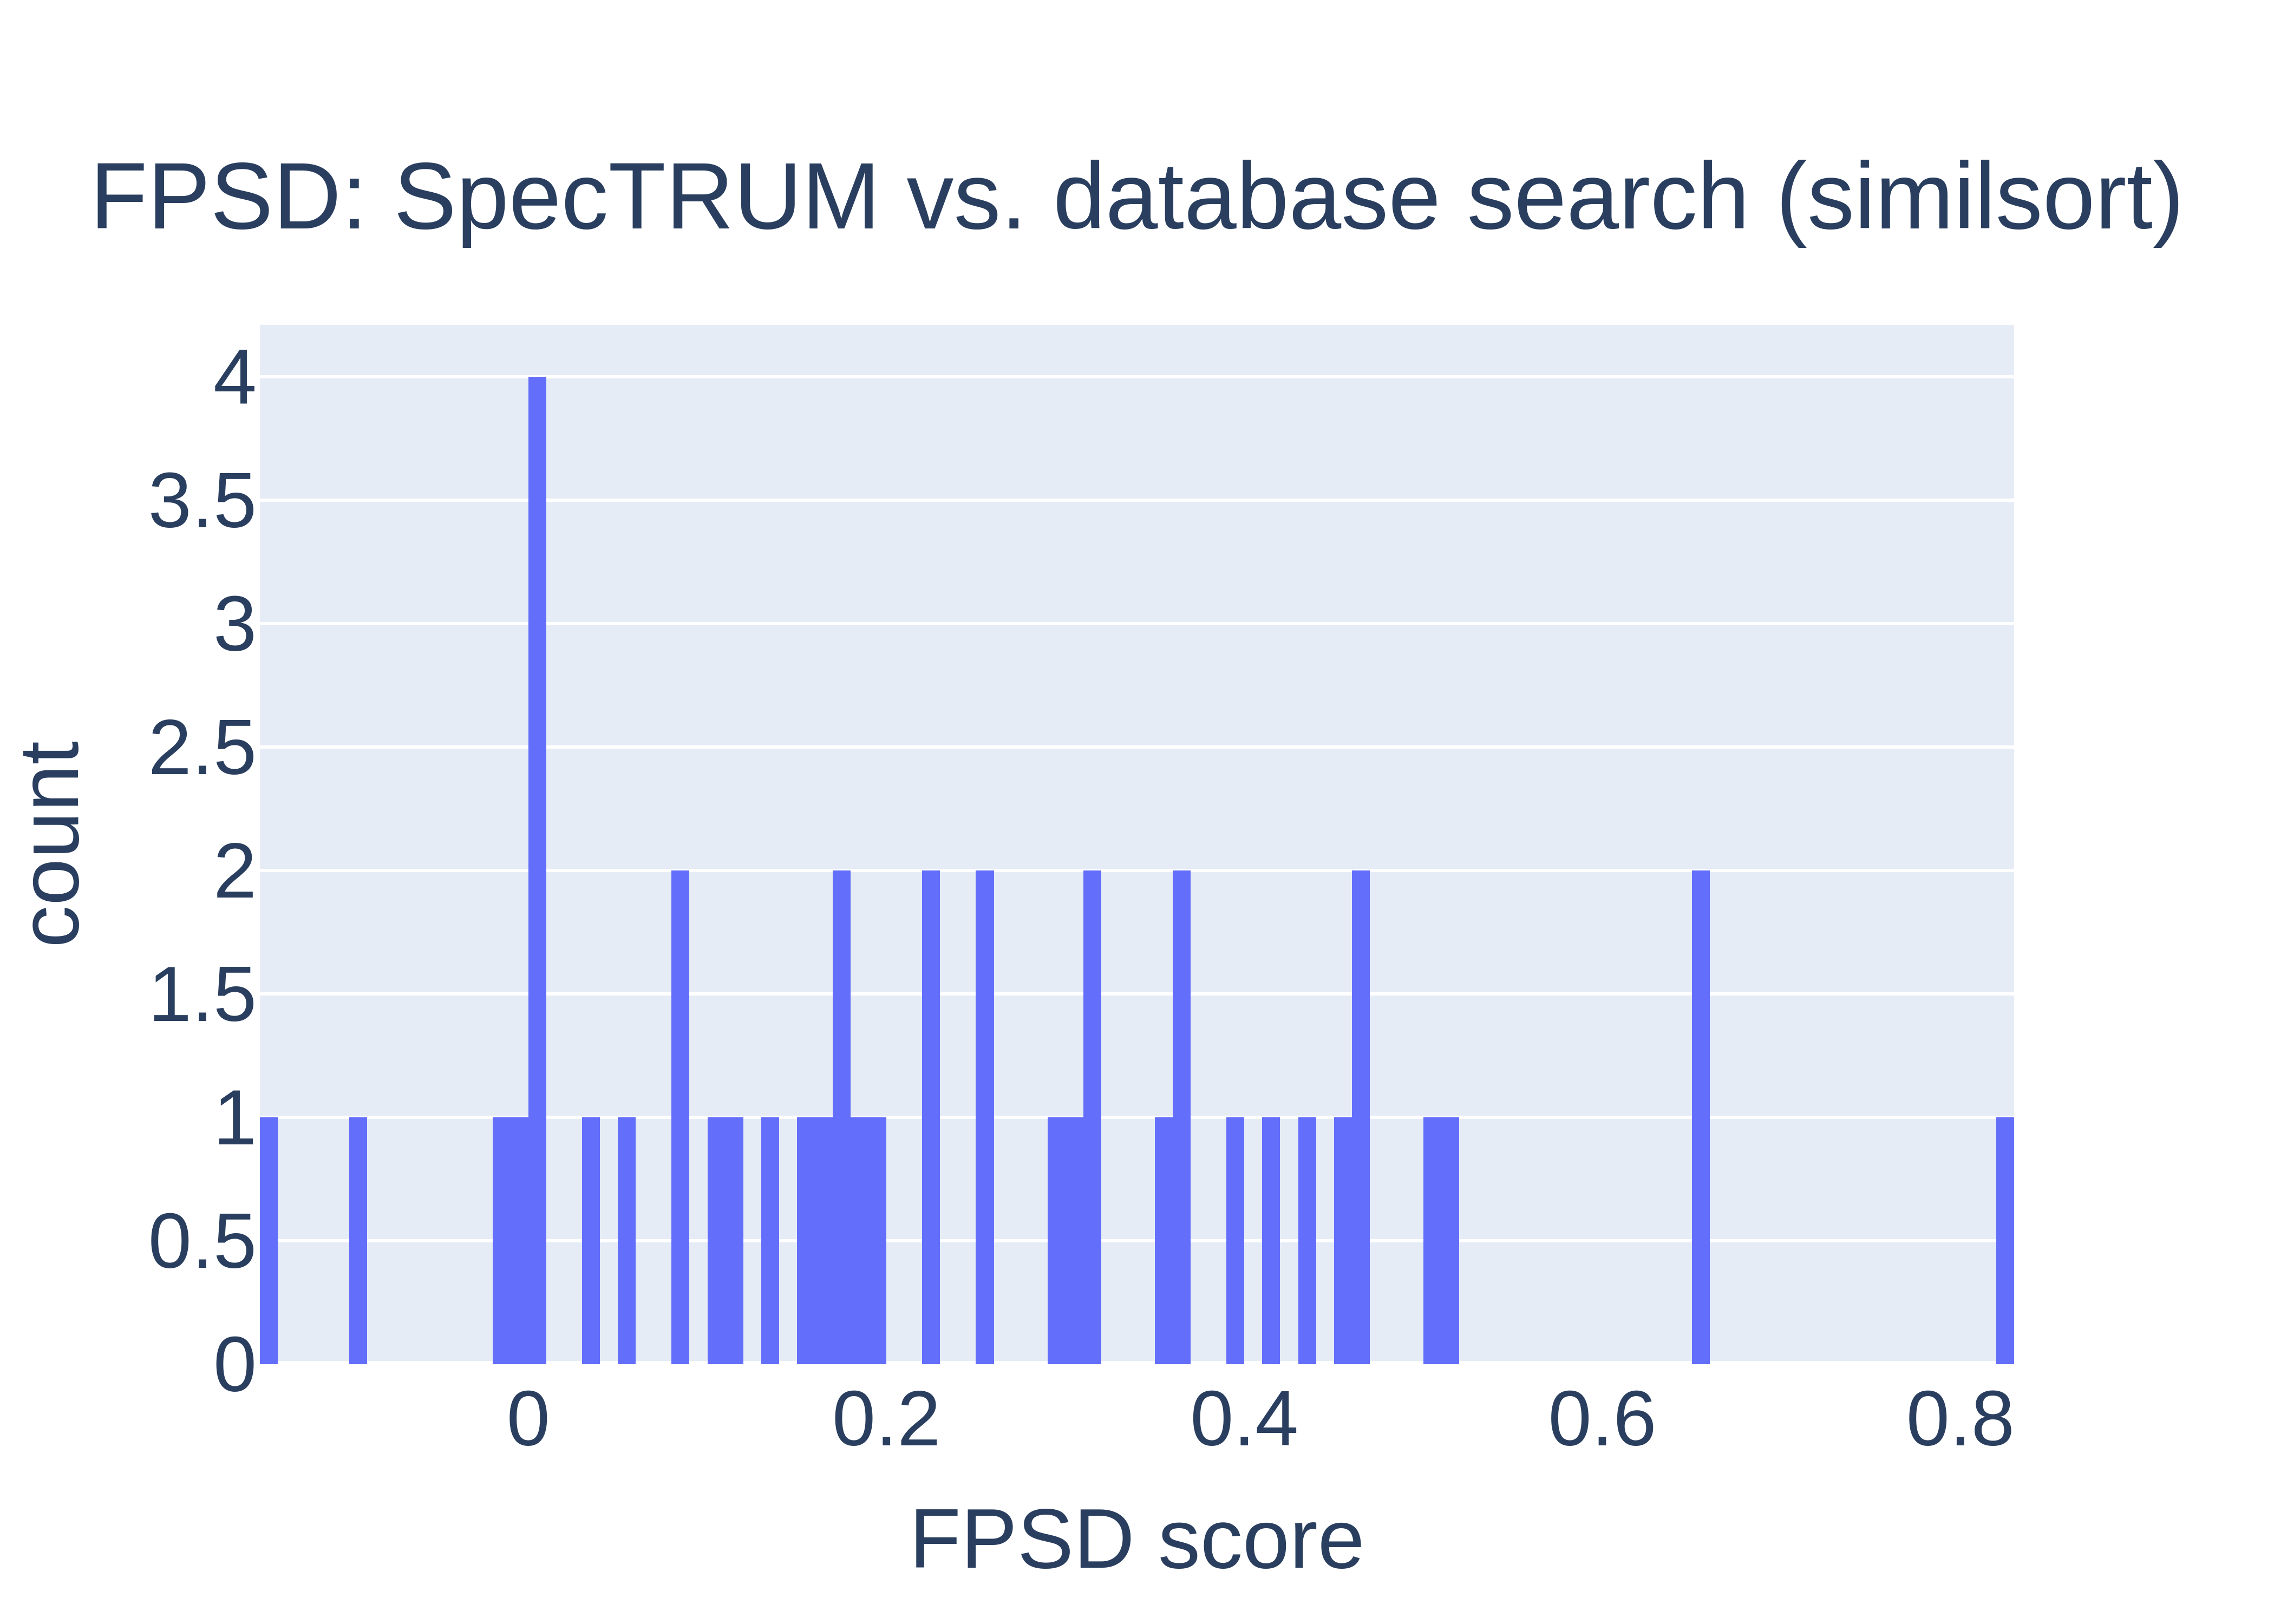 FPSD: SpecTRUM vs. database search (similsort)
4
3.5
3
2.5
2
1.5
1
0.5
0
count
0 0.2 0.4 0.6 0.8
FPSD score